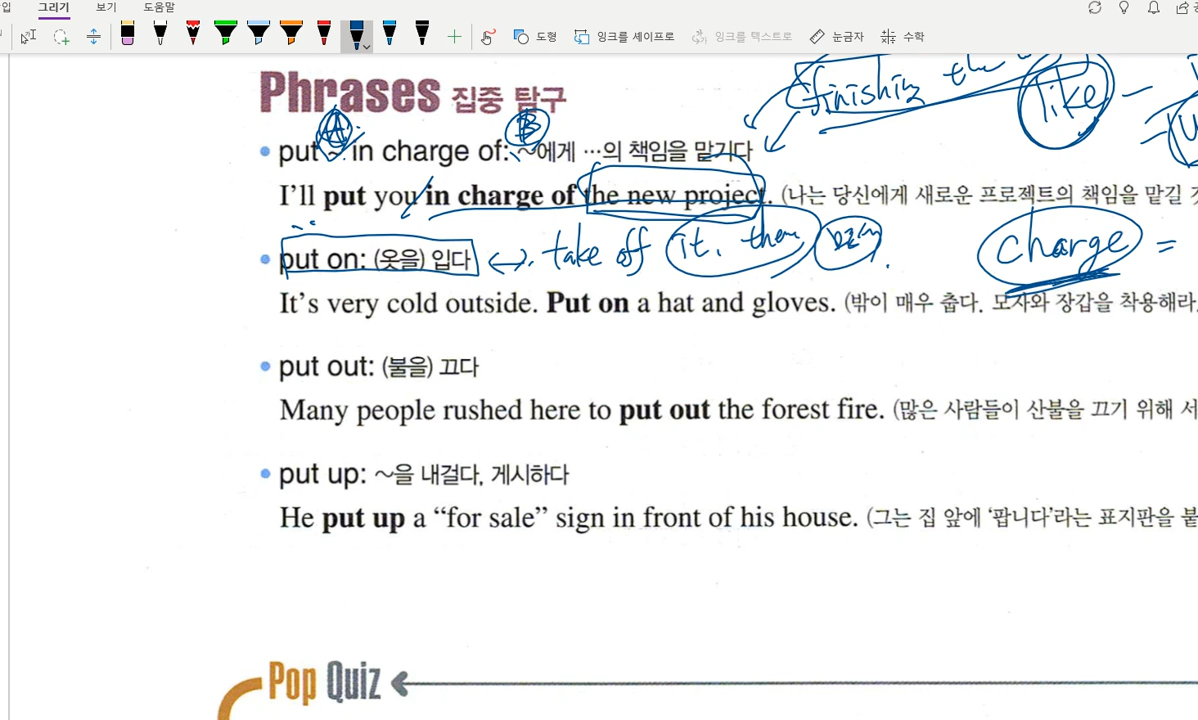 입 그리기 보기 도움말
도형 잉크를 셰이프로 잉크를 텍스트로 눈금자 수학
finishing the like
Phrases 집중 탐구
A B
put ~ in charge of: ~에게 …의 책임을 맡기다
I’ll put you in charge of the new project. (나는 당신에게 새로운 프로젝트의 책임을 맡길 것
put on: (옷을) 입다 ↔ take off it. them charge =
It’s very cold outside. Put on a hat and gloves. (밖이 매우 춥다. 모자와 장갑을 착용해라.
put out: (불을) 끄다
Many people rushed here to put out the forest fire. (많은 사람들이 산불을 끄기 위해 서
put up: ~을 내걸다, 게시하다
He put up a “for sale” sign in front of his house. (그는 집 앞에 ‘팝니다’라는 표지판을 붙
Pop Quiz